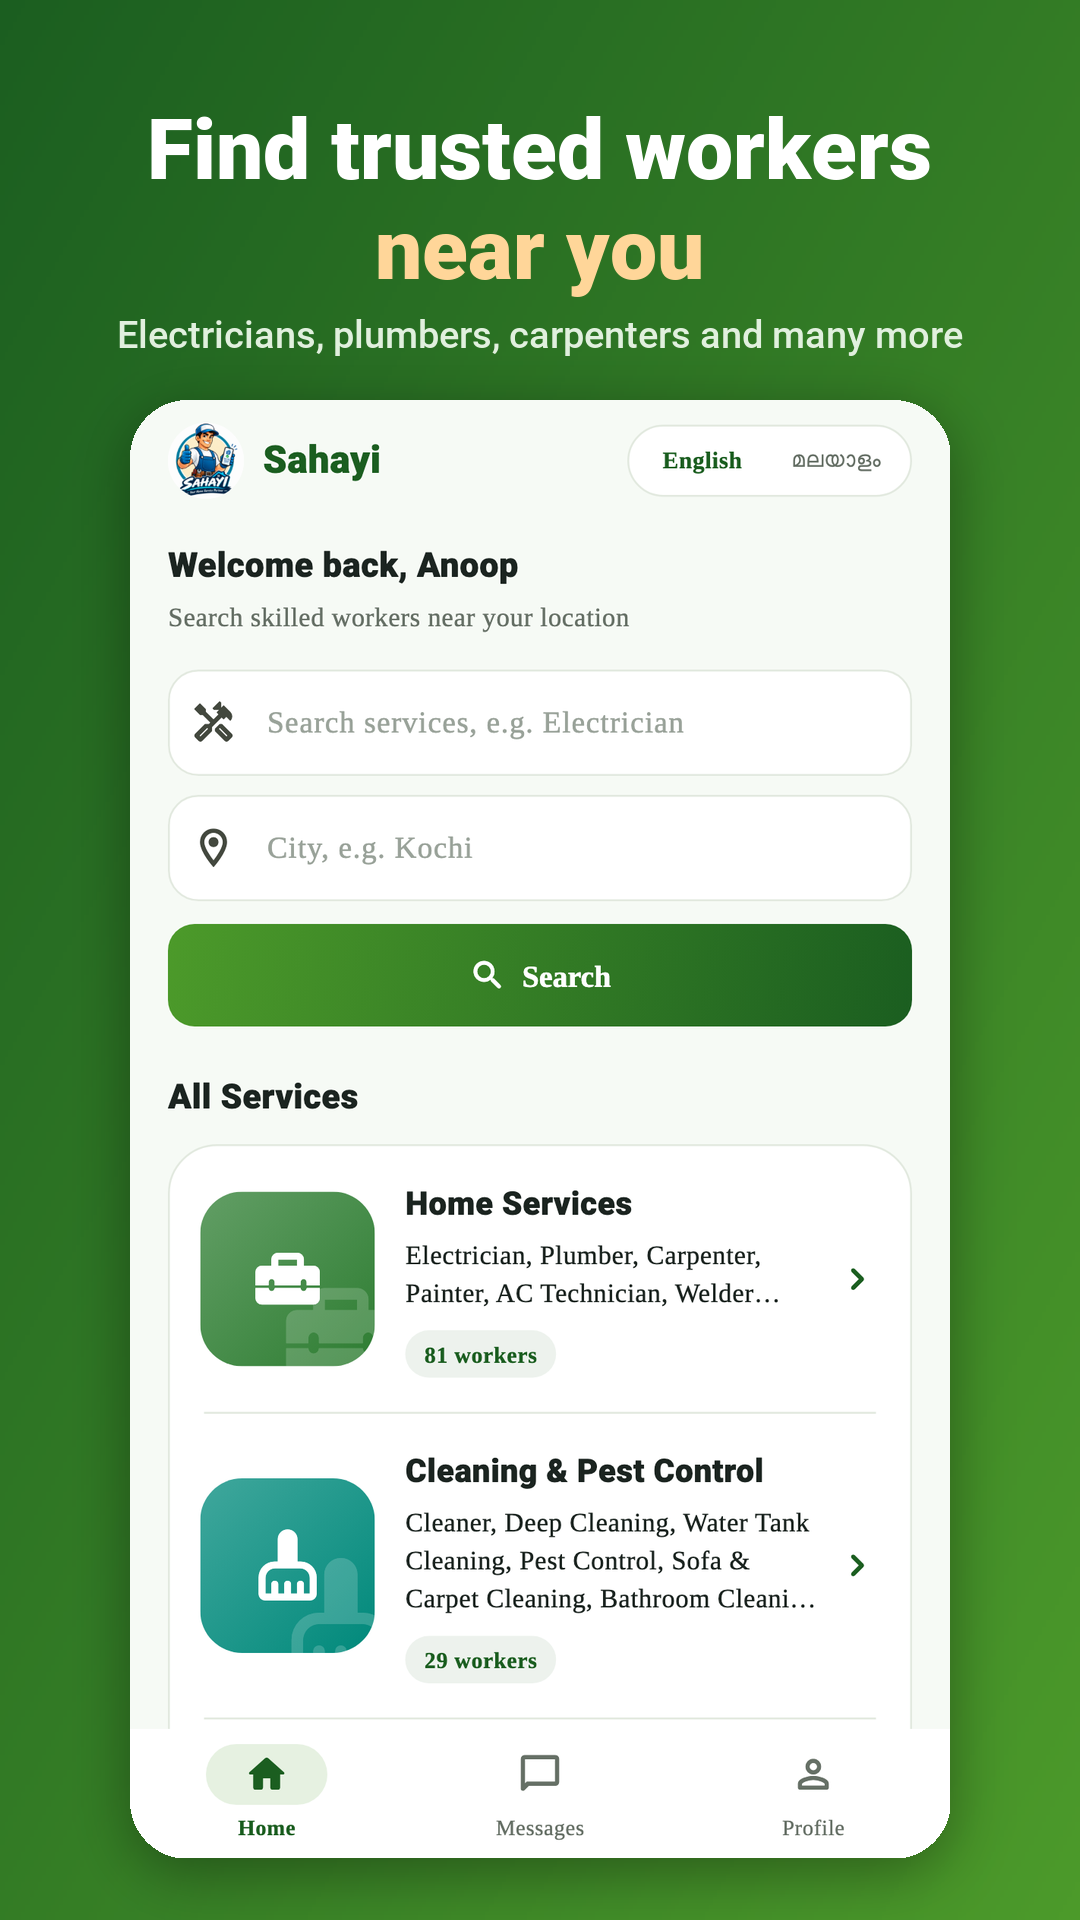 Find trusted workers
near you
Electricians, plumbers, carpenters and many more
SAHAYI
Sahayi
English
മലയാളം
Welcome back, Anoop
Search skilled workers near your location
Search services, e.g. Electrician
City, e.g. Kochi
Search
All Services
Home Services
Electrician, Plumber, Carpenter,
Painter, AC Technician, Welder…
81 workers
Cleaning & Pest Control
Cleaner, Deep Cleaning, Water Tank
Cleaning, Pest Control, Sofa &
Carpet Cleaning, Bathroom Cleani…
29 workers
Home
Messages
Profile